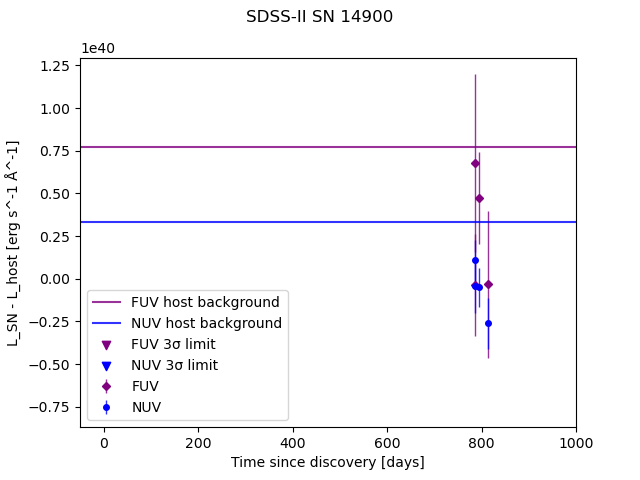 SDSS-II SN 14900
1e40
1.25
1.00
0.75
0.50
0.25
0.00
−0.25
−0.50
−0.75
L_SN - L_host [erg s^-1 Å^-1]
FUV host background
NUV host background
FUV 3σ limit
NUV 3σ limit
FUV
NUV
0 200 400 600 800 1000
Time since discovery [days]